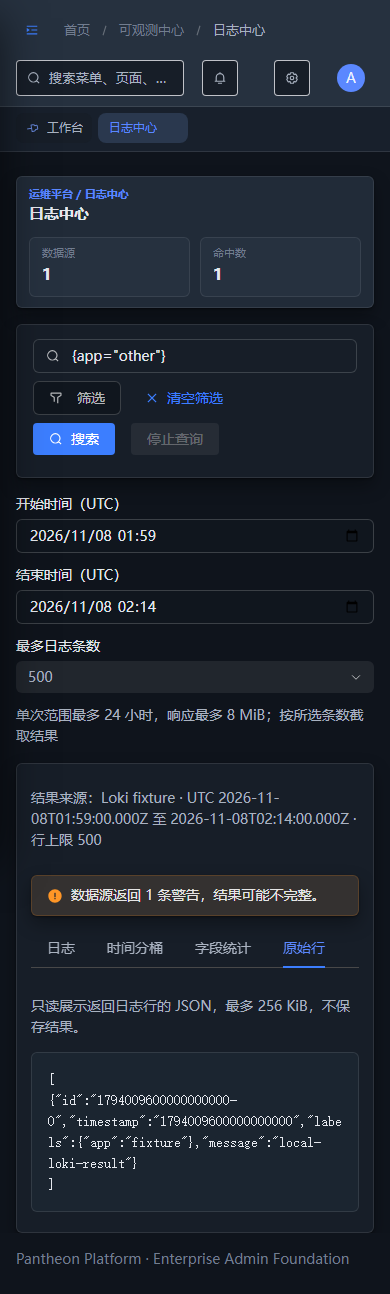 首页 / 可观测中心 / 日志中心
搜索菜单、页面、...
A
工作台
日志中心
运维平台 / 日志中心
日志中心
数据源
1
命中数
1
{app="other"}
筛选
清空筛选
搜索
停止查询
开始时间（UTC）
2026/11/08 01:59
结束时间（UTC）
2026/11/08 02:14
最多日志条数
500
单次范围最多 24 小时，响应最多 8 MiB；按所选条数截
取结果
结果来源：Loki fixture · UTC 2026-11-
08T01:59:00.000Z 至 2026-11-08T02:14:00.000Z ·
行上限 500
数据源返回 1 条警告，结果可能不完整。
日志
时间分桶
字段统计
原始行
只读展示返回日志行的 JSON，最多 256 KiB，不保
存结果。
[
{"id":"1794009600000000000-
0","timestamp":"1794009600000000000","labe
ls":{"app":"fixture"},"message":"local-
loki-result"}
]
Pantheon Platform · Enterprise Admin Foundation